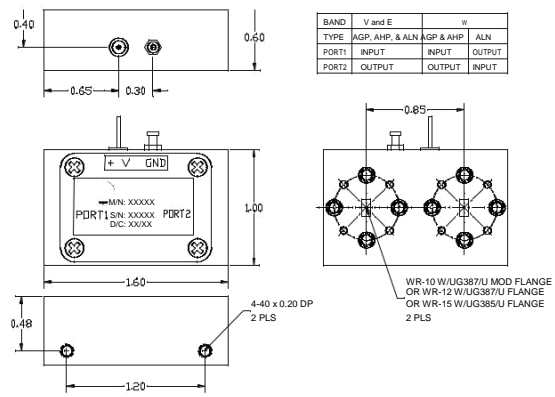 0.40
0.60
0.65
0.30
BAND V and E W
TYPE AGP, AHP, & ALN AGP & AHP ALN
PORT1 INPUT INPUT OUTPUT
PORT2 OUTPUT OUTPUT INPUT
0.85
+ V GND
M/N: XXXXX
PORT1 S/N: XXXXX PORT2
D/C: XX/XX
1.00
1.60
WR-10 W/UG387/U MOD FLANGE
OR WR-12 W/UG387/U FLANGE
OR WR-15 W/UG385/U FLANGE
2 PLS
4-40 x 0.20 DP
2 PLS
0.48
1.20